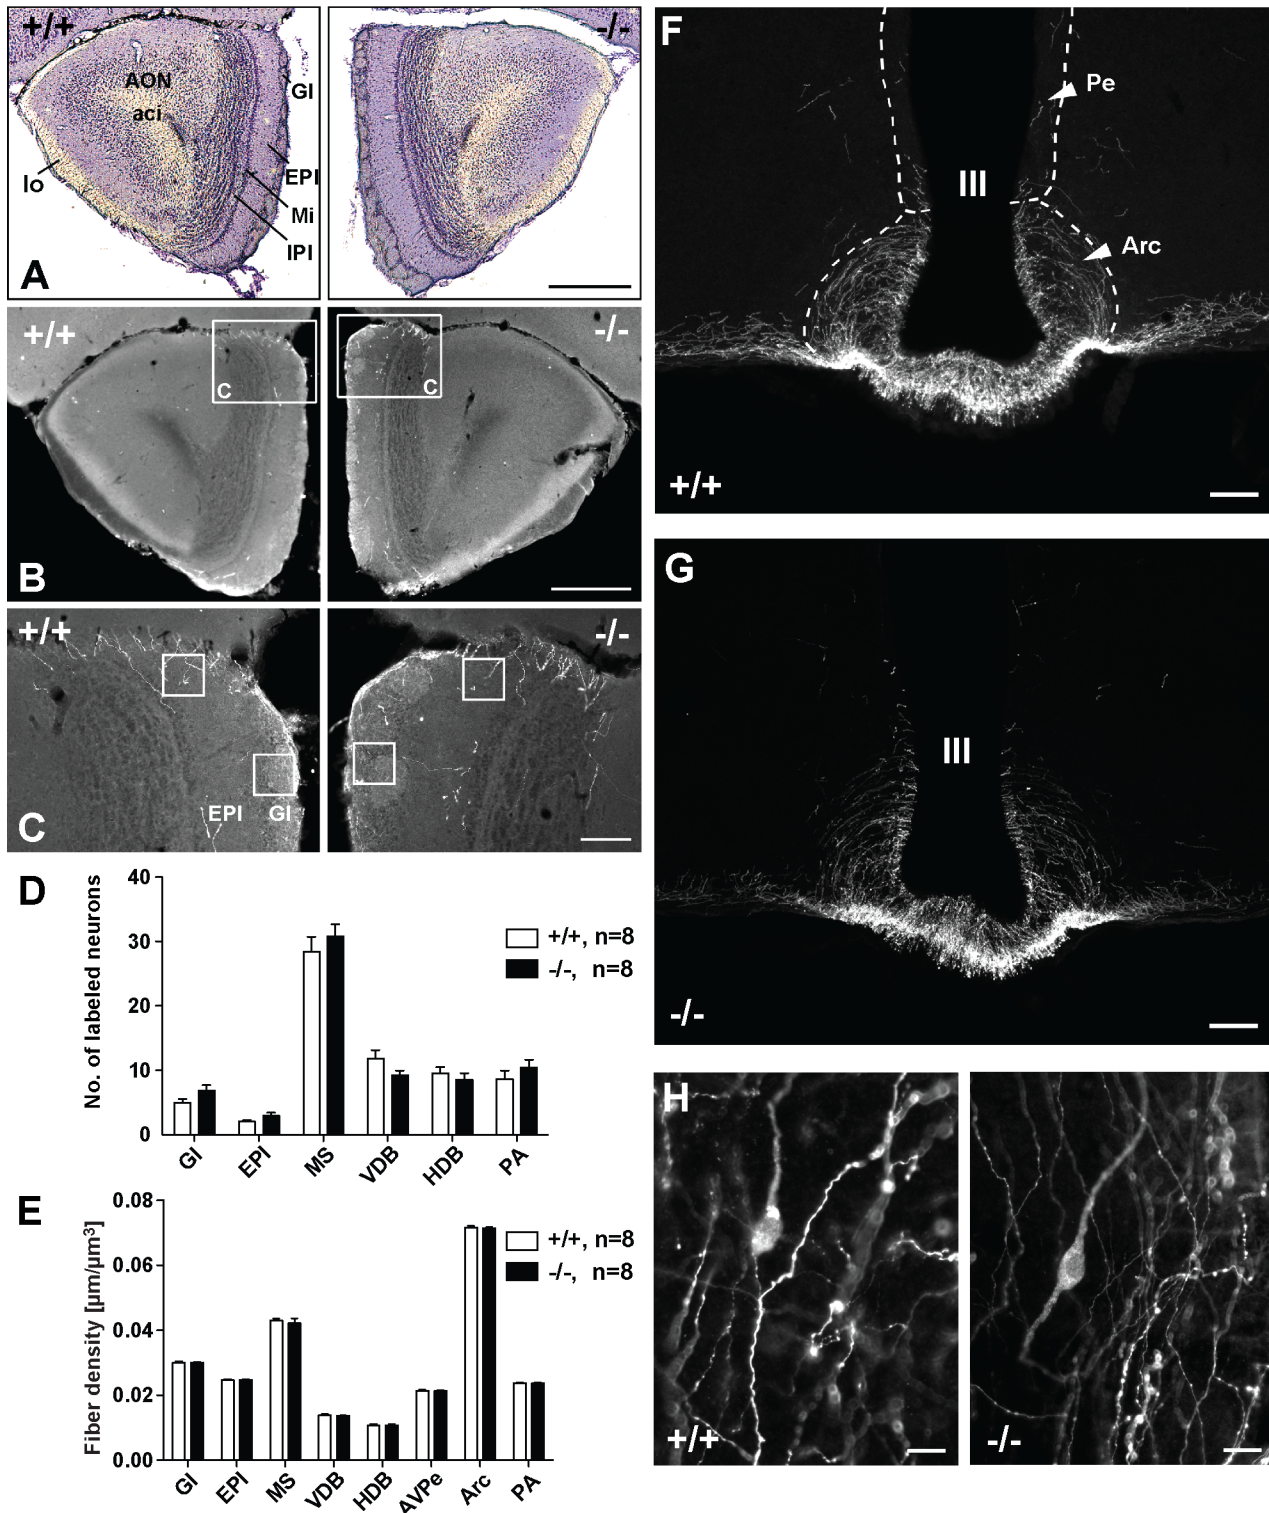 A
+/+
-/-
AON
aci
lo
Gl
EPl
Mi
IPl
B
+/+
-/-
C
C
C
+/+
-/-
EPl
Gl
D
No. of labeled neurons
40
30
20
10
0
+/+, n=8
-/-, n=8
Gl
EPl
MS
VDB
HDB
PA
E
Fiber density [µm/µm³]
0.08
0.06
0.04
0.02
0.00
+/+, n=8
-/-, n=8
Gl
EPl
MS
VDB
HDB
AVPe
Arc
PA
F
Pe
III
Arc
+/+
G
III
-/-
H
+/+
-/-